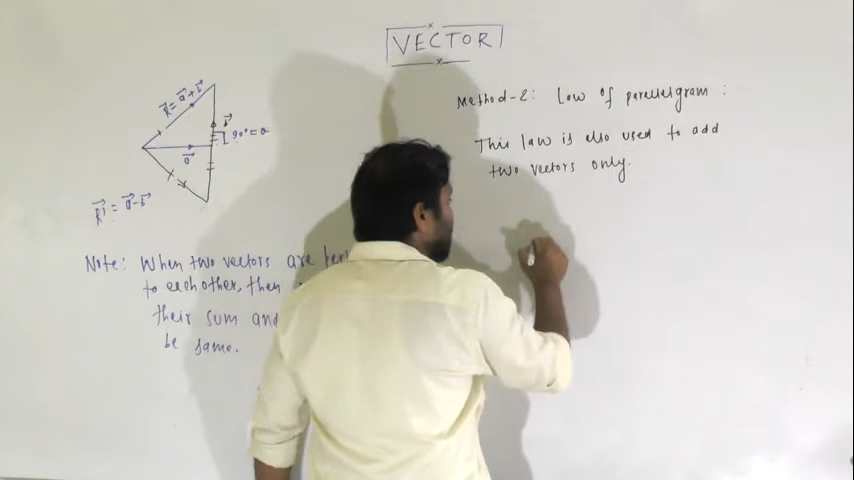 VECTOR
R⃗ = a⃗+b⃗
b⃗
90° = θ
a⃗
R⃗' = a⃗-b⃗
Note: When two vectors are
to each other, then
their sum and
be same.
Method-2: Law of parallelgram :
This law is also used to add
two vectors only.